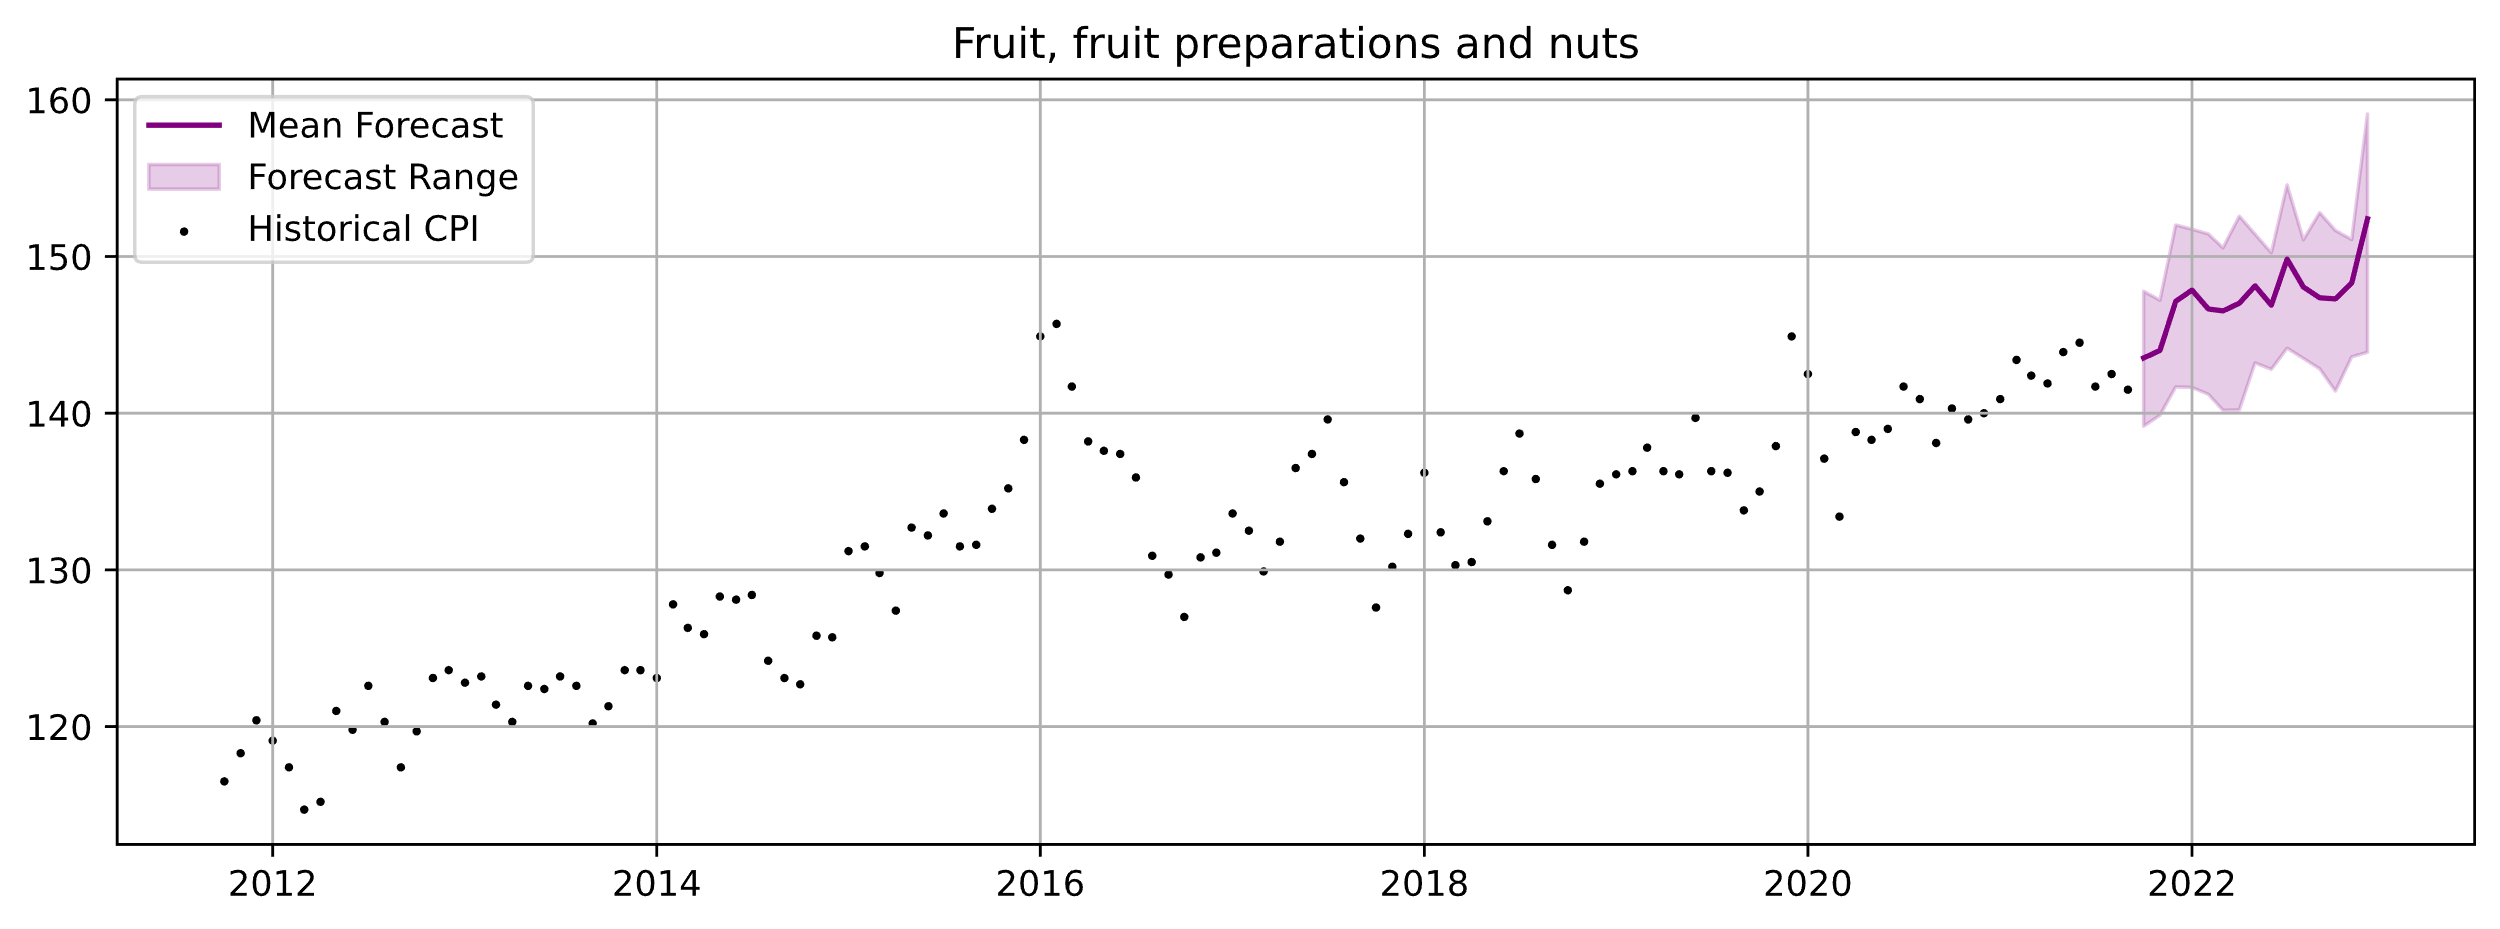 Fruit, fruit preparations and nuts
160
150
140
130
120
Mean Forecast
Forecast Range
Historical CPI
2012
2014
2016
2018
2020
2022